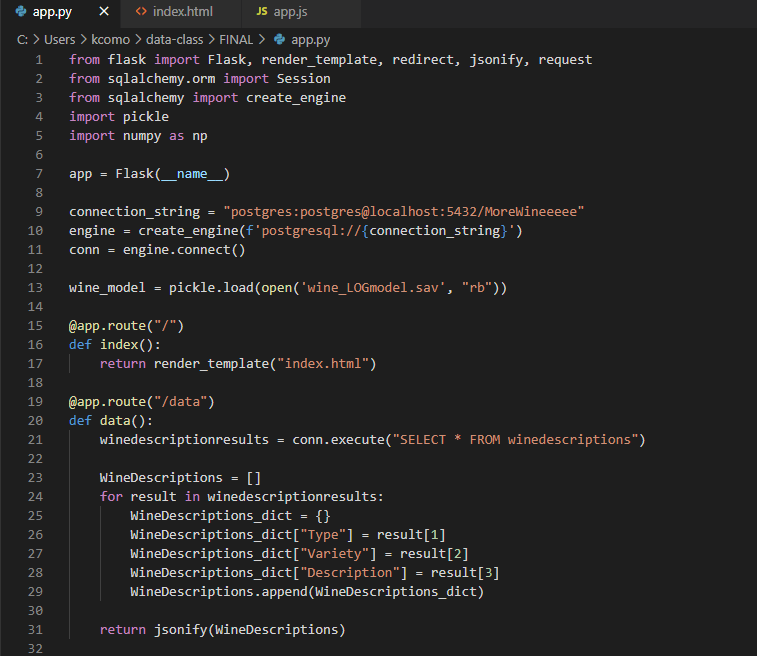 app.py × <> index.html JS app.js
C: > Users > kcomo > data-class > FINAL > app.py
1 from flask import Flask, render_template, redirect, jsonify, request
2 from sqlalchemy.orm import Session
3 from sqlalchemy import create_engine
4 import pickle
5 import numpy as np
6
7 app = Flask(__name__)
8
9 connection_string = "postgres:postgres@localhost:5432/MoreWineeeee"
10 engine = create_engine(f'postgresql://{connection_string}')
11 conn = engine.connect()
12
13 wine_model = pickle.load(open('wine_LOGmodel.sav', "rb"))
14
15 @app.route("/")
16 def index():
17     return render_template("index.html")
18
19 @app.route("/data")
20 def data():
21     winedescriptionresults = conn.execute("SELECT * FROM winedescriptions")
22
23     WineDescriptions = []
24     for result in winedescriptionresults:
25         WineDescriptions_dict = {}
26         WineDescriptions_dict["Type"] = result[1]
27         WineDescriptions_dict["Variety"] = result[2]
28         WineDescriptions_dict["Description"] = result[3]
29         WineDescriptions.append(WineDescriptions_dict)
30
31     return jsonify(WineDescriptions)
32